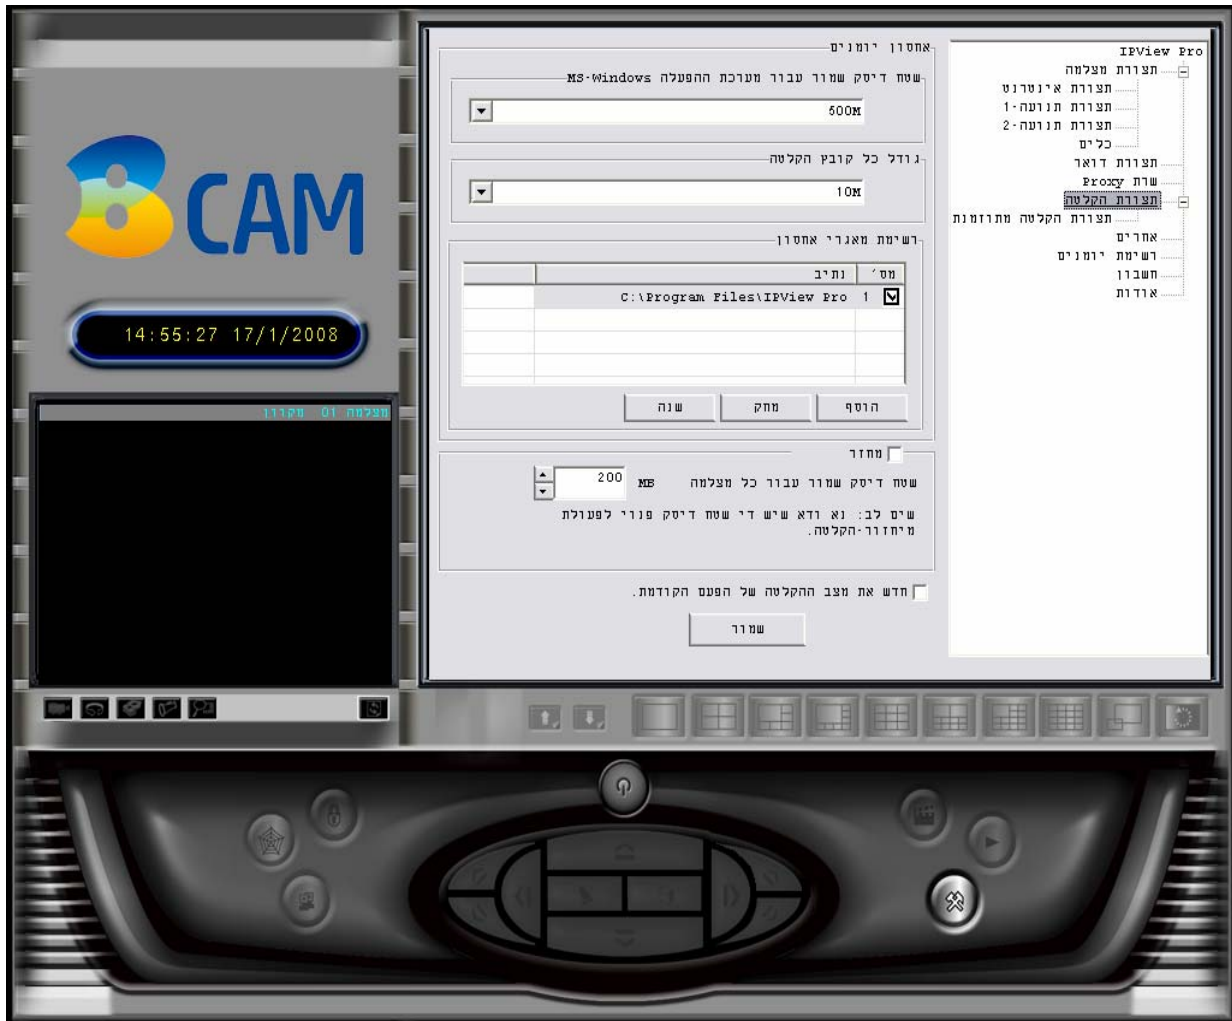 BCAM
14:55:27 17/1/2008
מצלמה 01 מקורון
אחסון יומנים
שטח דיסק שמור עבור מערכת ההפעלה MS-Windows
500M
גודל כל קובץ הקלטה
10M
רשימת מאגרי אחסון
מס' נתיב
1 C:\Program Files\IPView Pro
הוסף
מחק
שנה
מחזר
שטח דיסק שמור עבור כל מצלמה MB 200
שים לב: נא ודא שיש די שטח דיסק פנוי לפעולת
מיחזור-הקלטה.
חדש את מצב ההקלטה של הפעם הקודמת.
שמור
IPView Pro
תצורת מצלמה
תצורת אינטרנט
תצורת תנועה-1
תצורת תנועה-2
כלים
תצורת דואר
שרת Proxy
תצורת הקלטה
תצורת הקלטה מתוזמנת
אחרים
רשימת יומנים
חשבון
אודות